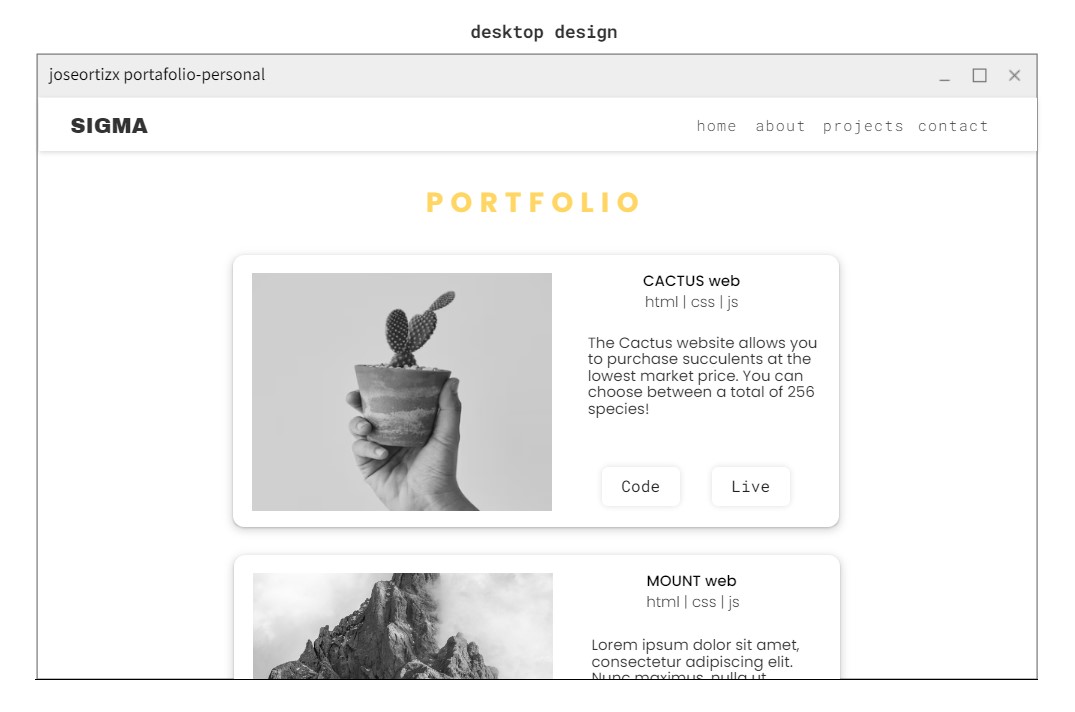 desktop design
joseortizx portafolio-personal
SIGMA
home about projects contact
PORTFOLIO
CACTUS web
html | css | js
The Cactus website allows you
to purchase succulents at the
lowest market price. You can
choose between a total of 256
species!
Code Live
MOUNT web
html | css | js
Lorem ipsum dolor sit amet,
consectetur adipiscing elit.
Nunc maximus, nulla ut